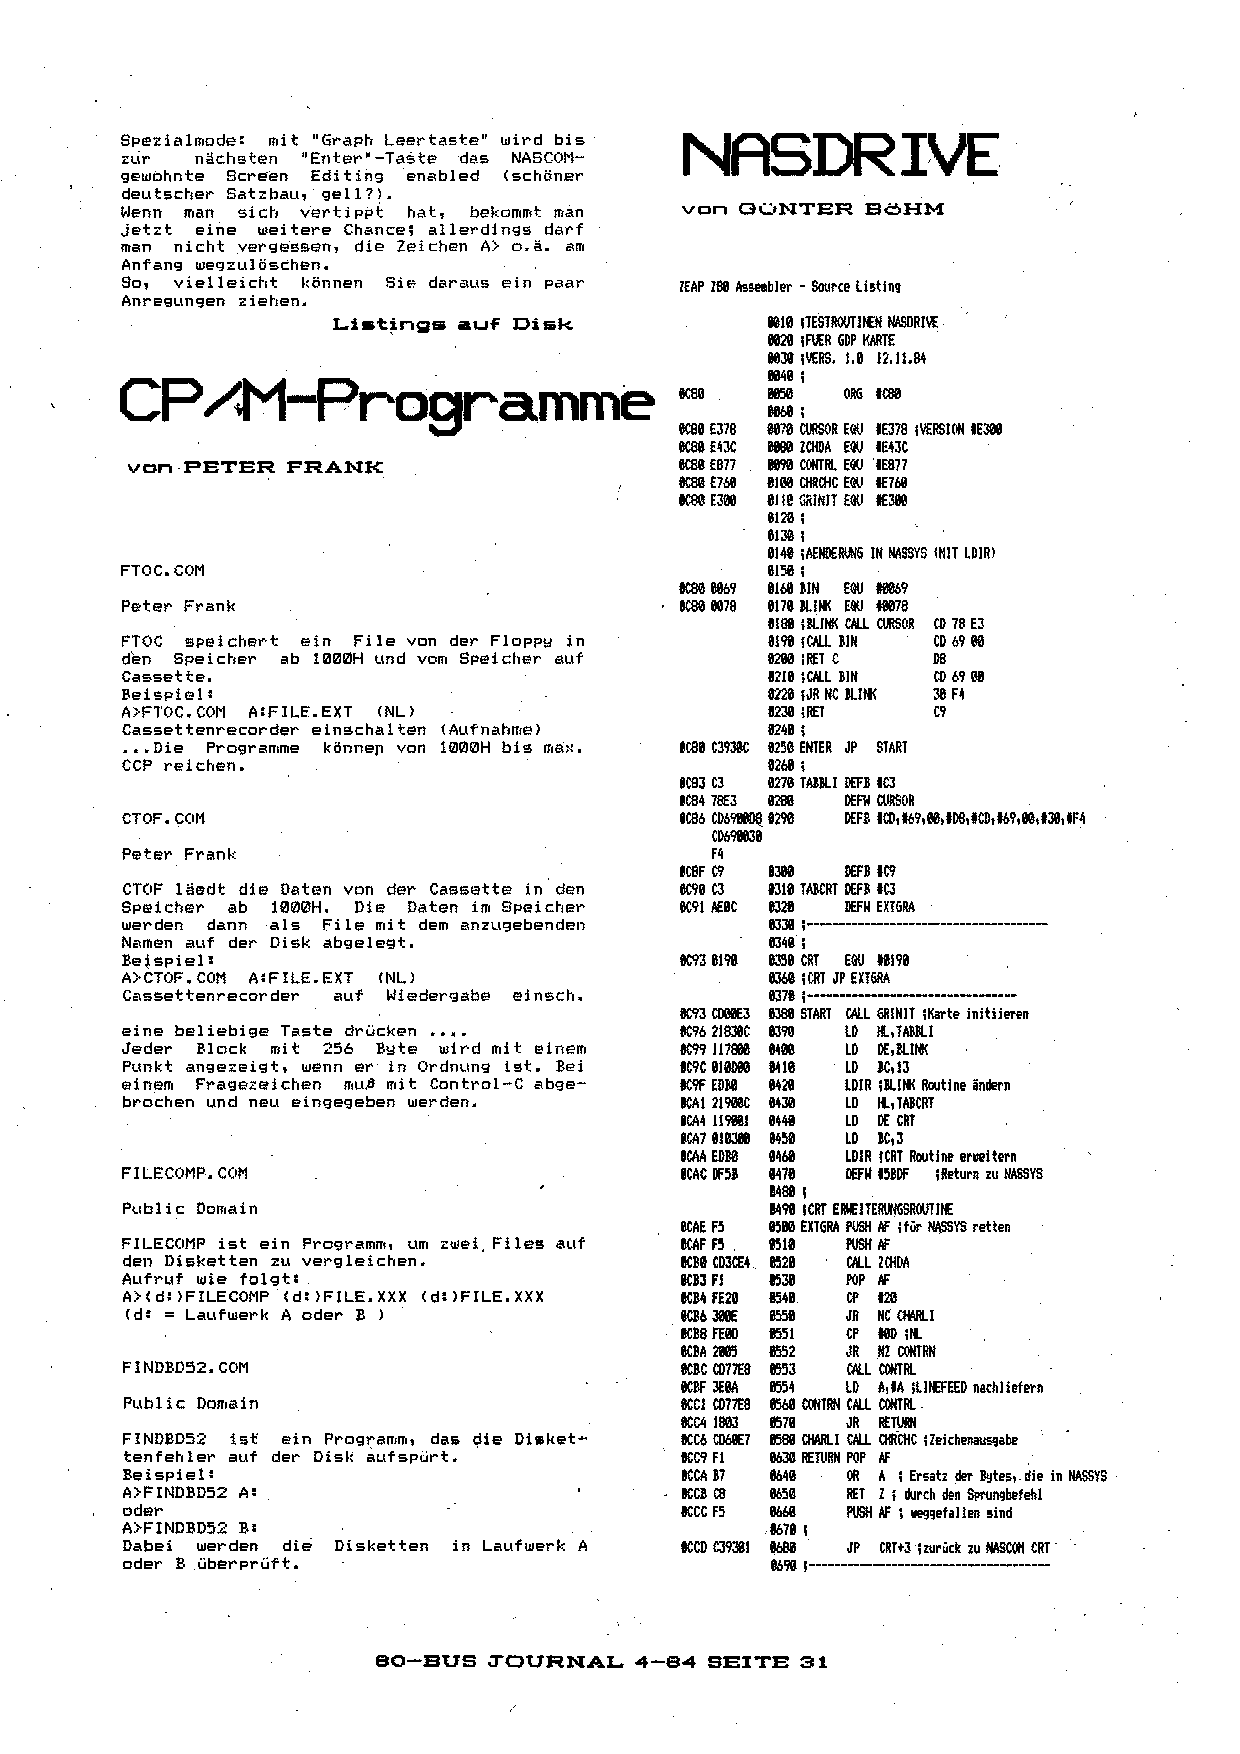 Spezialmode: mit "Graph Leertaste" wird bis
zur nächsten "Enter"-Taste das NASCOM-
gewohnte Screen Editing enabled (schöner
deutscher Satzbau, gell?).
Wenn man sich vertippt hat, bekommt man
jetzt eine weitere Chance; allerdings darf
man nicht vergessen, die Zeichen A> o.ä. am
Anfang wegzulöschen.
So, vielleicht können Sie daraus ein paar
Anregungen ziehen.
Listings auf Disk
CP/M-Programme
von PETER FRANK
FTOC.COM
Peter Frank
FTOC speichert ein File von der Floppy in
den Speicher ab 1000H und vom Speicher auf
Cassette.
Beispiel:
A>FTOC.COM A:FILE.EXT (NL)
Cassettenrecorder einschalten (Aufnahme)
...Die Programme können von 1000H bis max.
CCP reichen.
CTOF.COM
Peter Frank
CTOF läedt die Daten von der Cassette in den
Speicher ab 1000H. Die Daten im Speicher
werden dann als File mit dem anzugebenden
Namen auf der Disk abgelegt.
Beispiel:
A>CTOF.COM A:FILE.EXT (NL)
Cassettenrecorder auf Wiedergabe einsch.
eine beliebige Taste drücken ....
Jeder Block mit 256 Byte wird mit einem
Punkt angezeigt, wenn er in Ordnung ist. Bei
einem Fragezeichen muß mit Control-C abge-
brochen und neu eingegeben werden.
FILECOMP.COM
Public Domain
FILECOMP ist ein Programm, um zwei Files auf
den Disketten zu vergleichen.
Aufruf wie folgt:
A>(d:)FILECOMP (d:)FILE.XXX (d:)FILE.XXX
(d: = Laufwerk A oder B )
FINDBD52.COM
Public Domain
FINDBD52 ist ein Programm, das die Disket-
tenfehler auf der Disk aufspürt.
Beispiel:
A>FINDBD52 A:
oder
A>FINDBD52 B:
Dabei werden die Disketten in Laufwerk A
oder B überprüft.
NASDRIVE
von GÜNTER BöHM
ZEAP Z80 Assembler - Source Listing
0010 ;TESTROUTINEN NASDRIVE
0020 ;FUER GDP KARTE
0030 ;VERS. 1.0 12.11.84
0040 ;
0C80 0050 ORG #0C80
0060 ;
0C80 E378 0070 CURSOR EQU #E378 ;VERSION #E300
0C80 E43C 0080 ZCHDA EQU #E43C
0C80 E877 0090 CONTRL EQU #E877
0C80 E760 0100 CHRCHC EQU #E760
0C80 E300 0110 GRINIT EQU #E300
0120 ;
0130 ;
0140 ;AENDERUNG IN NASSYS (MIT LDIR)
0150 ;
0C80 0069 0160 BIN EQU #0069
0C80 0078 0170 BLINK EQU #0078
0180 ;BLINK CALL CURSOR CD 78 E3
0190 ;CALL BIN CD 69 00
0200 ;RET C D8
0210 ;CALL BIN CD 69 00
0220 ;JR NC BLINK 30 F4
0230 ;RET C9
0240 ;
0C80 C3930C 0250 ENTER JP START
0260 ;
0C83 C3 0270 TABBLI DEFB #C3
0C84 78E3 0280 DEFW CURSOR
0C86 CD6900D8 0290 DEFB #CD,#69,00,#D8,#CD,#69,00,#30,#F4
CD690030
F4
0C8F C9 0300 DEFB #C9
0C90 C3 0310 TABCRT DEFB #C3
0C91 AE0C 0320 DEFW EXTGRA
0330 ;-----------------------------------
0340 ;
0C93 0190 0350 CRT EQU #0190
0360 ;CRT JP EXTGRA
0370 ;-------------------------------
0C93 CD00E3 0380 START CALL GRINIT ;Karte initiieren
0C96 21830C 0390 LD HL,TABBLI
0C99 117800 0400 LD DE,BLINK
0C9C 010D00 0410 LD BC,13
0C9F EDB0 0420 LDIR ;BLINK Routine ändern
0CA1 21900C 0430 LD HL,TABCRT
0CA4 119001 0440 LD DE CRT
0CA7 010300 0450 LD BC,3
0CAA EDB0 0460 LDIR ;CRT Routine erweitern
0CAC DF5B 0470 DEFW #5BDF ;Return zu NASSYS
0480 ;
0490 ;CRT ERWEITERUNGSROUTINE
0CAE F5 0500 EXTGRA PUSH AF ;für NASSYS retten
0CAF F5 0510 PUSH AF
0CB0 CD3CE4 0520 CALL ZCHDA
0CB3 F1 0530 POP AF
0CB4 FE20 0540 CP #20
0CB6 300E 0550 JR NC CHARLI
0CB8 FE0D 0551 CP #0D ;NL
0CBA 2005 0552 JR NZ CONTRN
0CBC CD77E8 0553 CALL CONTRL
0CBF 3E0A 0554 LD A,#A ;LINEFEED nachliefern
0CC1 CD77E8 0560 CONTRN CALL CONTRL
0CC4 1803 0570 JR RETURN
0CC6 CD60E7 0580 CHARLI CALL CHRCHC ;Zeichenausgabe
0CC9 F1 0630 RETURN POP AF
0CCA B7 0640 OR A ; Ersatz der Bytes, die in NASSYS
0CCB C8 0650 RET Z ; durch den Sprungbefehl
0CCC F5 0660 PUSH AF ; weggefallen sind
0670 ;
0CCD C39301 0680 JP CRT+3 ;zurück zu NASCOM CRT
0690 ;-----------------------------------
80-BUS JOURNAL 4-84 SEITE 31